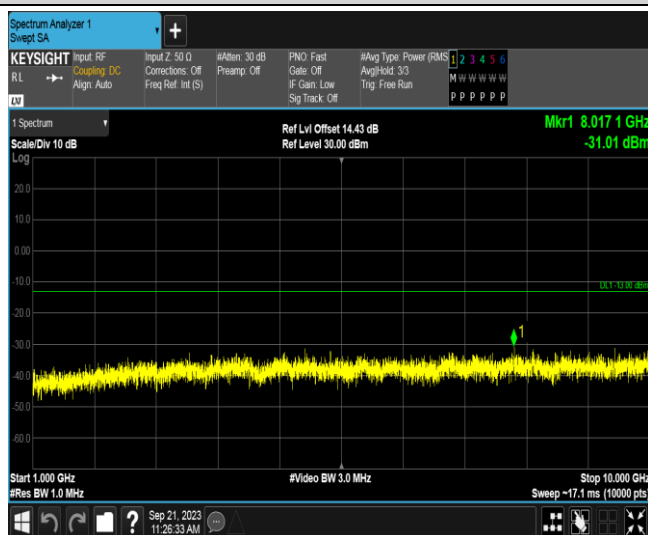 Spectrum Analyzer 1
Swept SA
+
KEYSIGHT
RL
LXI
Input: RF
Coupling: DC
Align: Auto
Input Z: 50 Ω
Corrections: Off
Freq Ref: Int (S)
#Atten: 30 dB
Preamp: Off
PNO: Fast
Gate: Off
IF Gain: Low
Sig Track: Off
#Avg Type: Power (RMS
Avg|Hold: 3/3
Trig: Free Run
1 2 3 4 5 6
M W W W W W
P P P P P P
1 Spectrum
Scale/Div 10 dB
Log
Ref Lvl Offset 14.43 dB
Ref Level 30.00 dBm
Mkr1 8.017 1 GHz
-31.01 dBm
20.0
10.0
0.00
-10.0
DL1 -13.00 dBm
-20.0
-30.0
1
-40.0
-50.0
-60.0
Start 1.000 GHz
#Res BW 1.0 MHz
#Video BW 3.0 MHz
Stop 10.000 GHz
Sweep ~17.1 ms (10000 pts)
?
Sep 21, 2023
11:26:33 AM